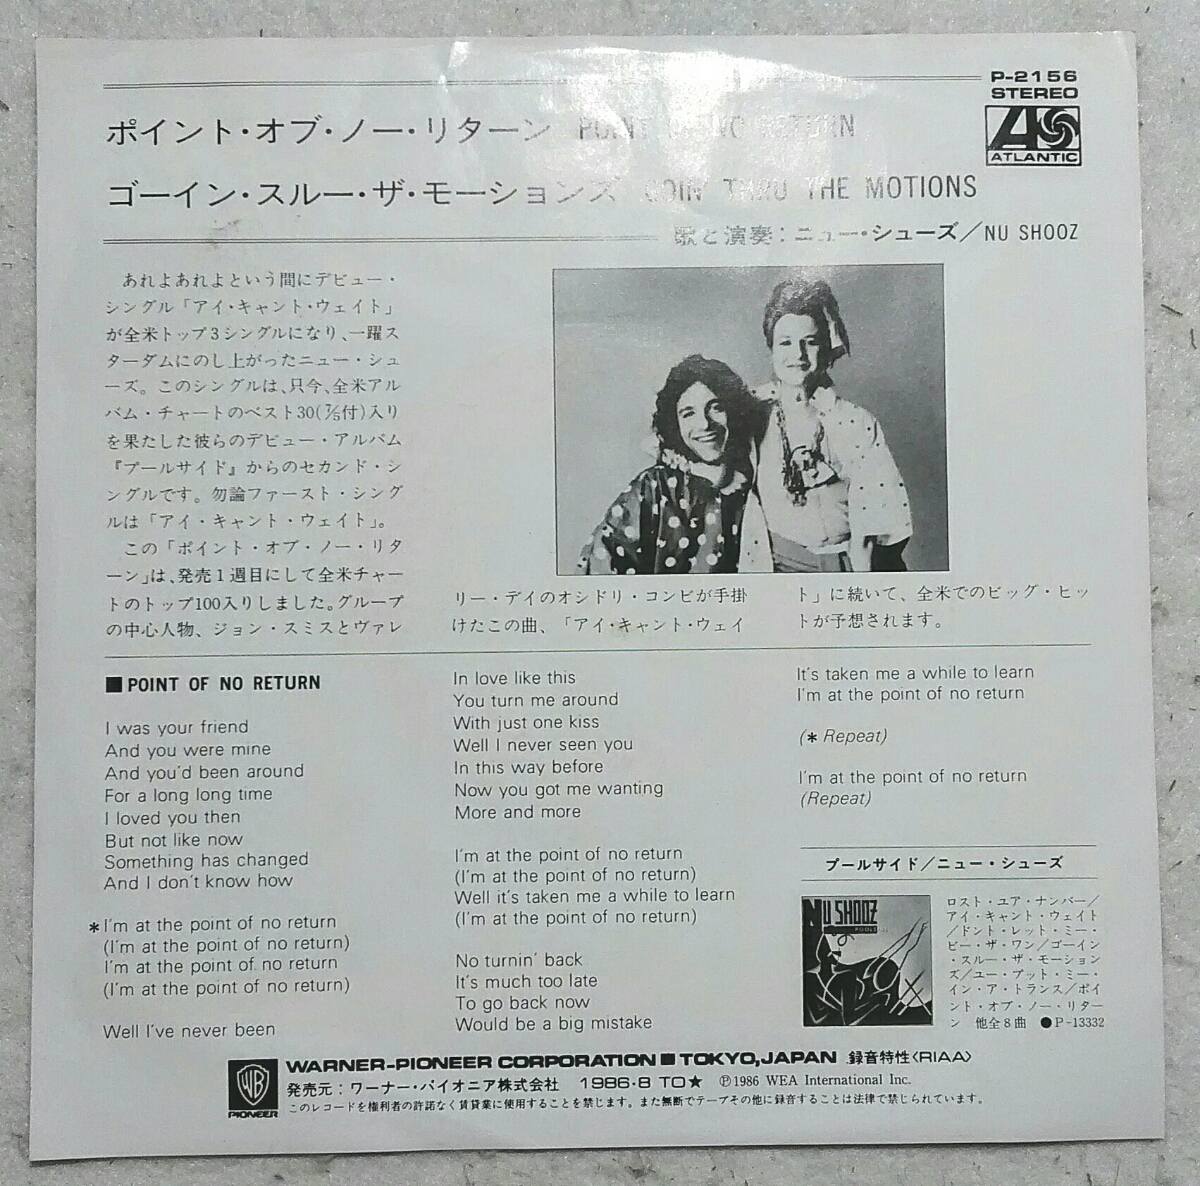 P-2156
STEREO
ATLANTIC
ポイント・オブ・ノー・リターン POINT OF NO RETURN
ゴーイン・スルー・ザ・モーションズ GOIN' THRU THE MOTIONS
歌と演奏：ニュー・シューズ／NU SHOOZ
あれよあれよという間にデビュー・
シングル「アイ・キャント・ウェイト」
が全米トップ3シングルになり、一躍ス
ターダムにのし上がったニュー・シュ
ーズ。このシングルは、只今、全米アル
バム・チャートのベスト30(7/5付)入り
を果たした彼らのデビュー・アルバム
『プールサイド』からのセカンド・シ
ングルです。勿論ファースト・シング
ルは「アイ・キャント・ウェイト」。
この「ポイント・オブ・ノー・リタ
ーン」は、発売1週目にして全米チャー
トのトップ100入りしました。グループ
の中心人物、ジョン・スミスとヴァレ
リー・デイのオシドリ・コンビが手掛
けたこの曲、「アイ・キャント・ウェイ
ト」に続いて、全米でのビッグ・ヒッ
トが予想されます。
■POINT OF NO RETURN
I was your friend
And you were mine
And you'd been around
For a long long time
I loved you then
But not like now
Something has changed
And I don't know how
*I'm at the point of no return
(I'm at the point of no return)
I'm at the point of no return
(I'm at the point of no return)
Well I've never been
In love like this
You turn me around
With just one kiss
Well I never seen you
In this way before
Now you got me wanting
More and more
I'm at the point of no return
(I'm at the point of no return)
Well it's taken me a while to learn
(I'm at the point of no return)
No turnin' back
It's much too late
To go back now
Would be a big mistake
It's taken me a while to learn
I'm at the point of no return
(* Repeat)
I'm at the point of no return
(Repeat)
プールサイド／ニュー・シューズ
NU SHOOZ
POOLSIDE
ロスト・ユア・ナンバー／
アイ・キャント・ウェイト
／ドント・レット・ミー・
ビー・ザ・ワン／ゴーイン
・スルー・ザ・モーション
ズ／ユー・プット・ミー・
イン・ア・トランス／ポイ
ント・オブ・ノー・リター
ン 他全8曲 ●P-13332
WB
PIONEER
WARNER-PIONEER CORPORATION■TOKYO, JAPAN 録音特性〈RIAA〉
発売元：ワーナー・パイオニア株式会社 1986・8 TO★ ℗1986 WEA International Inc.
このレコードを権利者の許諾なく賃貸業に使用することを禁じます。また無断でテープその他に録音することは法律で禁じられています。